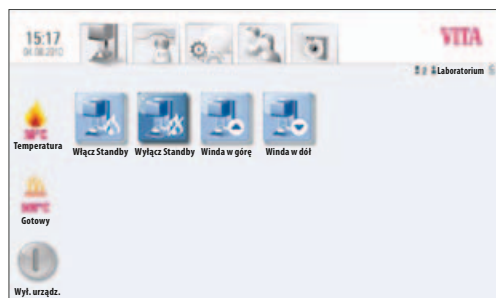 15:17
VITA
Laboratorium
Temperatura
Włącz Standby
Wyłącz Standby
Winda w górę
Winda w dół
Gotowy
Wył. urządz.